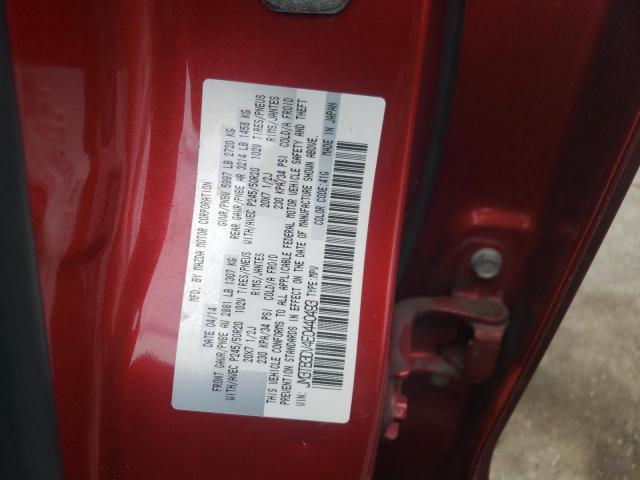 MFD. BY MAZDA MOTOR CORPORATION
DATE: 04/14 GVWR/PNBV 5997 LB 2720 KG
FRONT GAWR/PNBE AV 2881 LB 1307 KG REAR GAWR/PNBE AR 3214 LB 1458 KG
WITH/AVEC P245/50R20 102V TIRES/PNEUS WITH/AVEC P245/50R20 102V TIRES/PNEUS
20X7 1/2J RIMS/JANTES 20X7 1/2J RIMS/JANTES
230 KPA/34 PSI COLD/A FROID 230 KPA/34 PSI COLD/A FROID
THIS VEHICLE CONFORMS TO ALL APPLICABLE FEDERAL MOTOR VEHICLE SAFETY AND THEFT
PREVENTION STANDARDS IN EFFECT ON THE DATE OF MANUFACTURE SHOWN ABOVE.
VIN: JM3TB3DV4E0440493 TYPE:MPV COLOR CODE: 41G MADE IN JAPAN